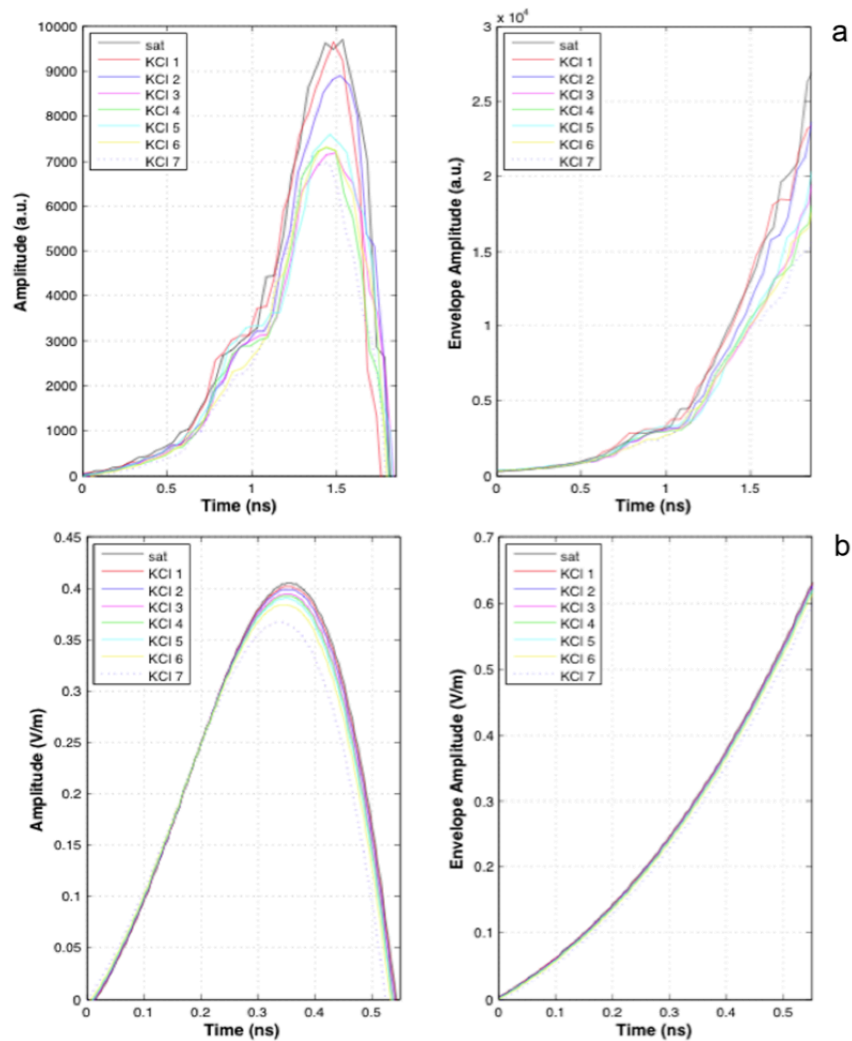 a
10000
9000
8000
7000
6000
5000
4000
3000
2000
1000
0
Amplitude (a.u.)
sat
KCl 1
KCl 2
KCl 3
KCl 4
KCl 5
KCl 6
KCl 7
0 0.5 1 1.5
Time (ns)
x 10⁴
3
2.5
2
1.5
1
0.5
0
Envelope Amplitude (a.u.)
sat
KCl 1
KCl 2
KCl 3
KCl 4
KCl 5
KCl 6
KCl 7
0 0.5 1 1.5
Time (ns)
b
0.45
0.4
0.35
0.3
0.25
0.2
0.15
0.1
0.05
0
Amplitude (V/m)
sat
KCl 1
KCl 2
KCl 3
KCl 4
KCl 5
KCl 6
KCl 7
0 0.1 0.2 0.3 0.4 0.5
Time (ns)
0.7
0.6
0.5
0.4
0.3
0.2
0.1
0
Envelope Amplitude (V/m)
sat
KCl 1
KCl 2
KCl 3
KCl 4
KCl 5
KCl 6
KCl 7
0 0.1 0.2 0.3 0.4 0.5
Time (ns)